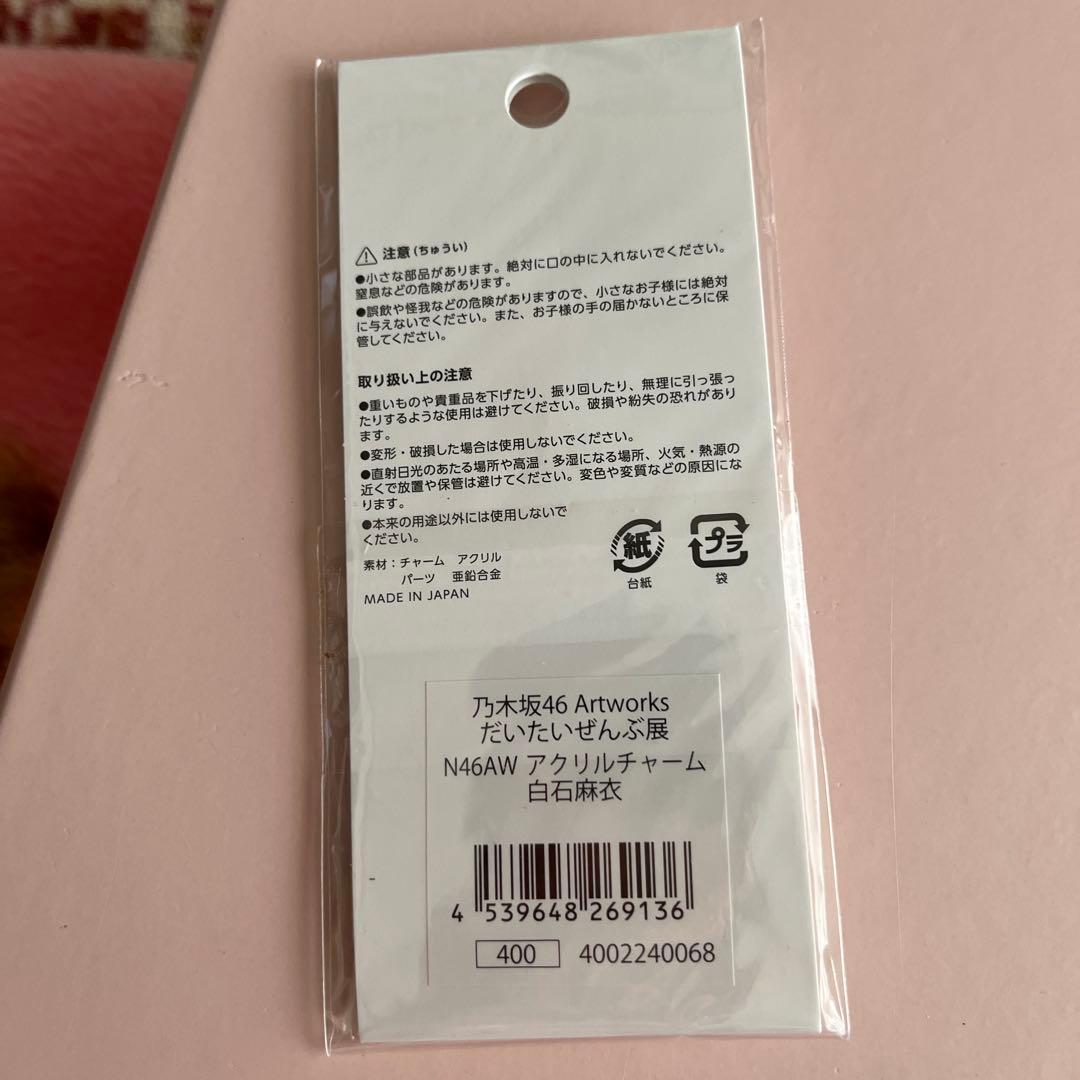 注意(ちゅうい)
●小さな部品があります。絶対に口の中に入れないでください。
窒息などの危険があります。
●誤飲や怪我などの危険がありますので、小さなお子様には絶対
に与えないでください。また、お子様の手の届かないところに保
管してください。
取り扱い上の注意
●重いものや貴重品を下げたり、振り回したり、無理に引っ張っ
たりするような使用は避けてください。破損や紛失の恐れがあり
ます。
●変形・破損した場合は使用しないでください。
●直射日光のあたる場所や高温・多湿になる場所、火気・熱源の
近くで放置や保管は避けてください。変色や変質などの原因にな
ります。
●本来の用途以外には使用しないで
ください。
素材：チャーム アクリル
パーツ 亜鉛合金
MADE IN JAPAN
紙
台紙
プラ
袋
乃木坂46 Artworks
だいたいぜんぶ展
N46AW アクリルチャーム
白石麻衣
4 539648 269136
400 4002240068